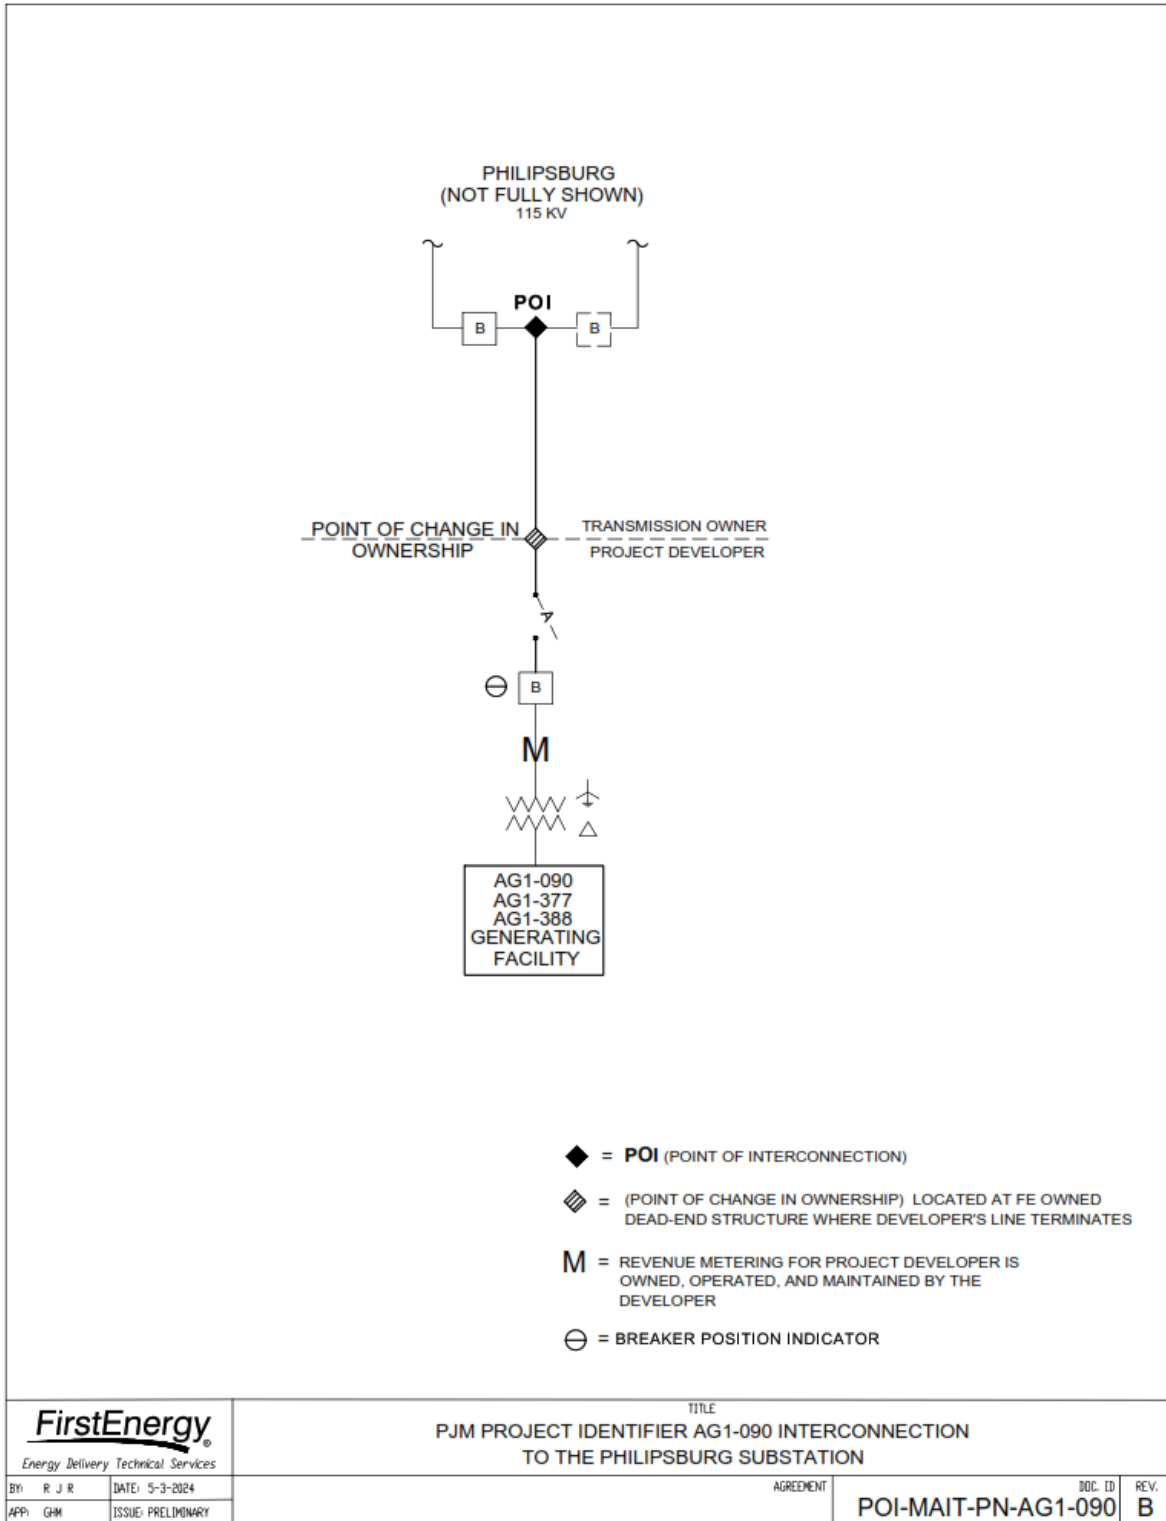 PHILIPSBURG
(NOT FULLY SHOWN)
115 KV
POI
B
B
POINT OF CHANGE IN
OWNERSHIP
TRANSMISSION OWNER
PROJECT DEVELOPER
A
B
M
AG1-090
AG1-377
AG1-388
GENERATING
FACILITY
= POI (POINT OF INTERCONNECTION)
= (POINT OF CHANGE IN OWNERSHIP) LOCATED AT FE OWNED
DEAD-END STRUCTURE WHERE DEVELOPER'S LINE TERMINATES
M = REVENUE METERING FOR PROJECT DEVELOPER IS
OWNED, OPERATED, AND MAINTAINED BY THE
DEVELOPER
= BREAKER POSITION INDICATOR
FirstEnergy®
Energy Delivery Technical Services
BY: R J R
DATE: 5-3-2024
APP: GHM
ISSUE: PRELIMINARY
TITLE
PJM PROJECT IDENTIFIER AG1-090 INTERCONNECTION
TO THE PHILIPSBURG SUBSTATION
AGREEMENT
DOC. ID
POI-MAIT-PN-AG1-090
REV.
B